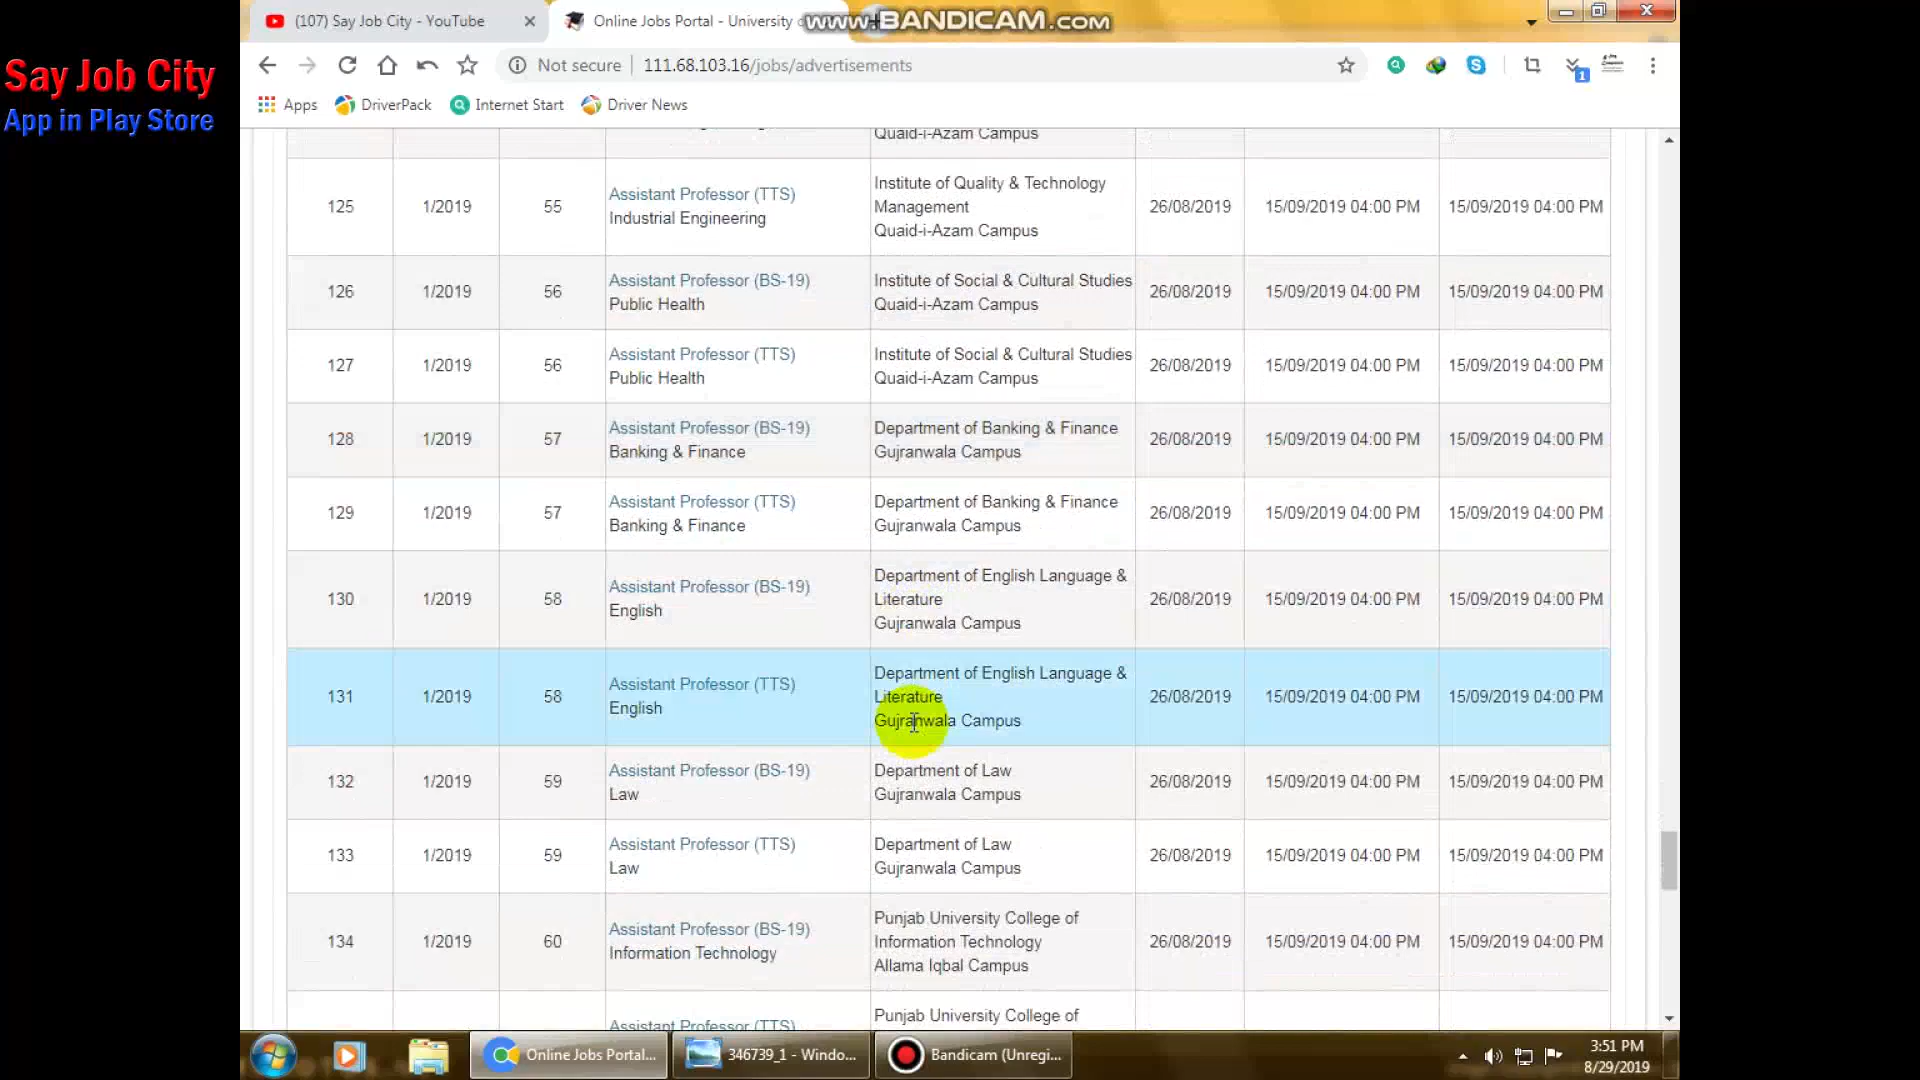 (107) Say Job City - YouTube
Online Jobs Portal - University
www.BANDICAM.com
Say Job City
App in Play Store
Not secure
111.68.103.16/jobs/advertisements
1
Apps
DriverPack
Internet Start
Driver News
Quaid-i-Azam Campus
125 1/2019 55 Assistant Professor (TTS) Industrial Engineering Institute of Quality & Technology Management Quaid-i-Azam Campus 26/08/2019 15/09/2019 04:00 PM 15/09/2019 04:00 PM
126 1/2019 56 Assistant Professor (BS-19) Public Health Institute of Social & Cultural Studies Quaid-i-Azam Campus 26/08/2019 15/09/2019 04:00 PM 15/09/2019 04:00 PM
127 1/2019 56 Assistant Professor (TTS) Public Health Institute of Social & Cultural Studies Quaid-i-Azam Campus 26/08/2019 15/09/2019 04:00 PM 15/09/2019 04:00 PM
128 1/2019 57 Assistant Professor (BS-19) Banking & Finance Department of Banking & Finance Gujranwala Campus 26/08/2019 15/09/2019 04:00 PM 15/09/2019 04:00 PM
129 1/2019 57 Assistant Professor (TTS) Banking & Finance Department of Banking & Finance Gujranwala Campus 26/08/2019 15/09/2019 04:00 PM 15/09/2019 04:00 PM
130 1/2019 58 Assistant Professor (BS-19) English Department of English Language & Literature Gujranwala Campus 26/08/2019 15/09/2019 04:00 PM 15/09/2019 04:00 PM
131 1/2019 58 Assistant Professor (TTS) English Department of English Language & Literature Gujranwala Campus 26/08/2019 15/09/2019 04:00 PM 15/09/2019 04:00 PM
132 1/2019 59 Assistant Professor (BS-19) Law Department of Law Gujranwala Campus 26/08/2019 15/09/2019 04:00 PM 15/09/2019 04:00 PM
133 1/2019 59 Assistant Professor (TTS) Law Department of Law Gujranwala Campus 26/08/2019 15/09/2019 04:00 PM 15/09/2019 04:00 PM
134 1/2019 60 Assistant Professor (BS-19) Information Technology Punjab University College of Information Technology Allama Iqbal Campus 26/08/2019 15/09/2019 04:00 PM 15/09/2019 04:00 PM
Assistant Professor (TTS) Punjab University College of
Online Jobs Portal...
346739_1 - Windo...
Bandicam (Unregi...
3:51 PM
8/29/2019